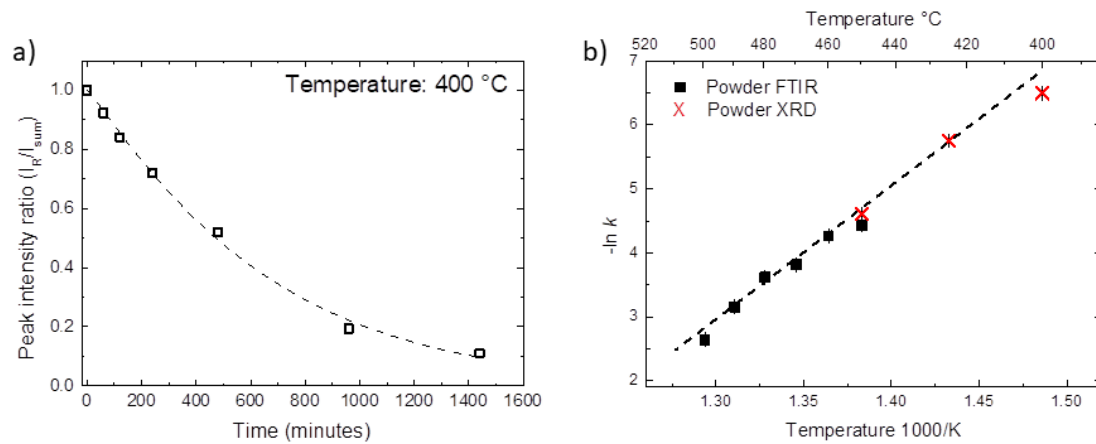 a)
Temperature: 400 °C
1.0
0.8
0.6
0.4
0.2
0.0
0 200 400 600 800 1000 1200 1400 1600
Peak intensity ratio (I_R/I_sum)
Time (minutes)
b)
Temperature °C
520 500 480 460 440 420 400
Powder FTIR
Powder XRD
7
6
5
4
3
2
1.30 1.35 1.40 1.45 1.50
-ln k
Temperature 1000/K